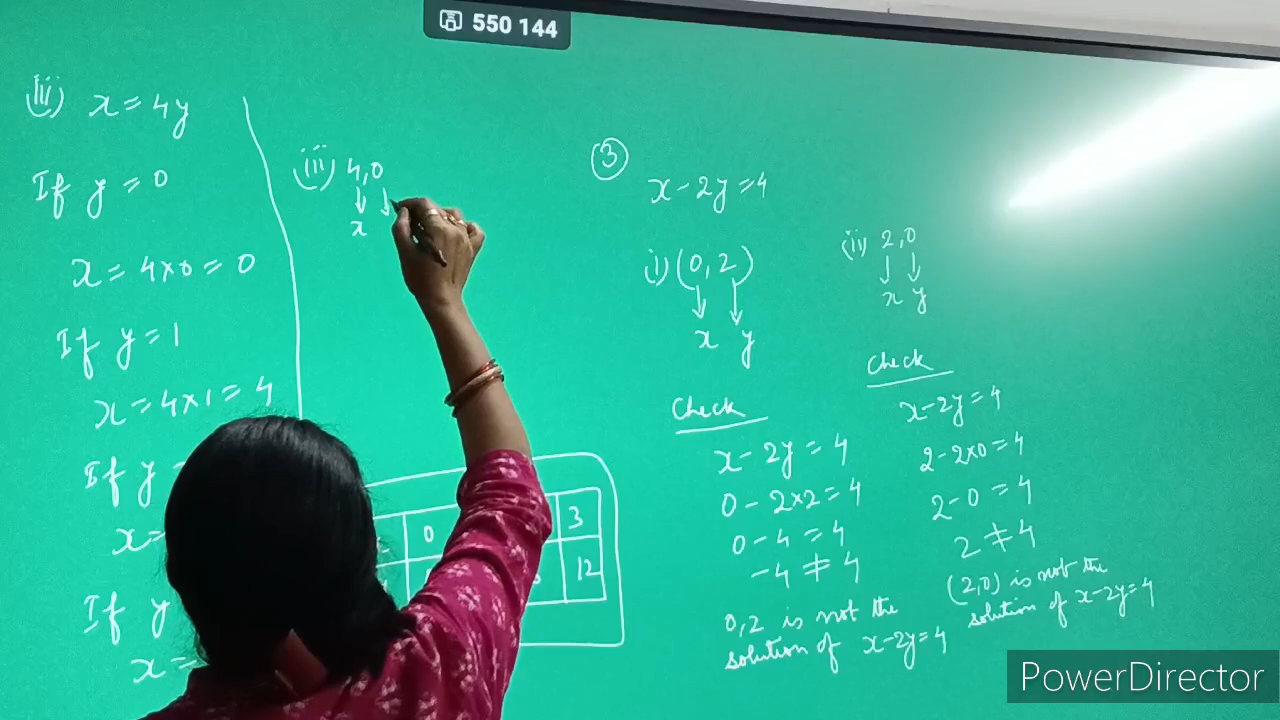 550 144
iii) x = 4y
If y = 0
x = 4×0 = 0
If y = 1
x = 4×1 = 4
If y =
x =
If y
x =
(iii) 4,0
x
0
3
12
③
x - 2y = 4
i) (0, 2)
x y
Check
x - 2y = 4
0 - 2×2 = 4
0 - 4 = 4
-4 ≠ 4
0,2 is not the
solution of x-2y=4
(ii) 2,0
x y
Check
x-2y = 4
2-2×0 = 4
2-0 = 4
2 ≠ 4
(2,0) is not the
solution of x-2y=4
PowerDirector